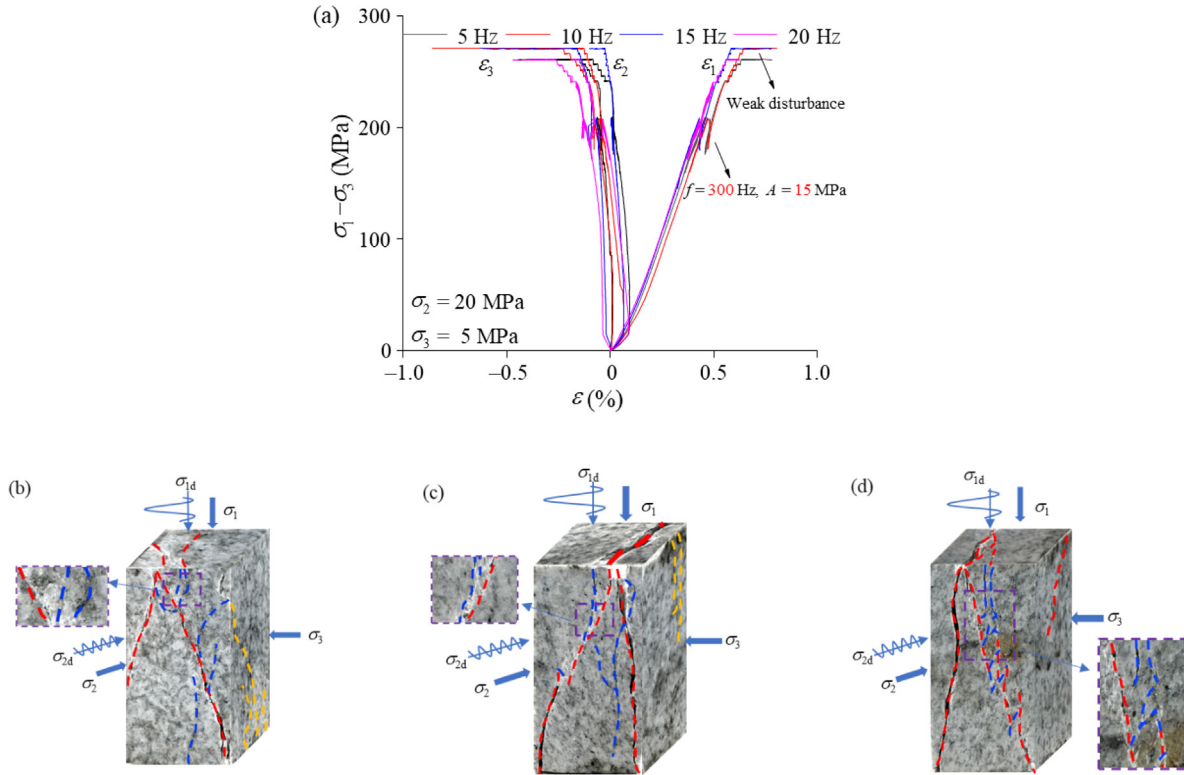 (a)
300
5 Hz 10 Hz 15 Hz 20 Hz
ε3 ε2 ε1
Weak disturbance
200
σ1−σ3 (MPa)
f = 300 Hz, A = 15 MPa
100
σ2 = 20 MPa
σ3 = 5 MPa
0
−1.0 −0.5 0 0.5 1.0
ε (%)
(b)
σ1d
σ1
σ3
σ2d
σ2
(c)
σ1d
σ1
σ3
σ2d
σ2
(d)
σ1d
σ1
σ3
σ2d
σ2